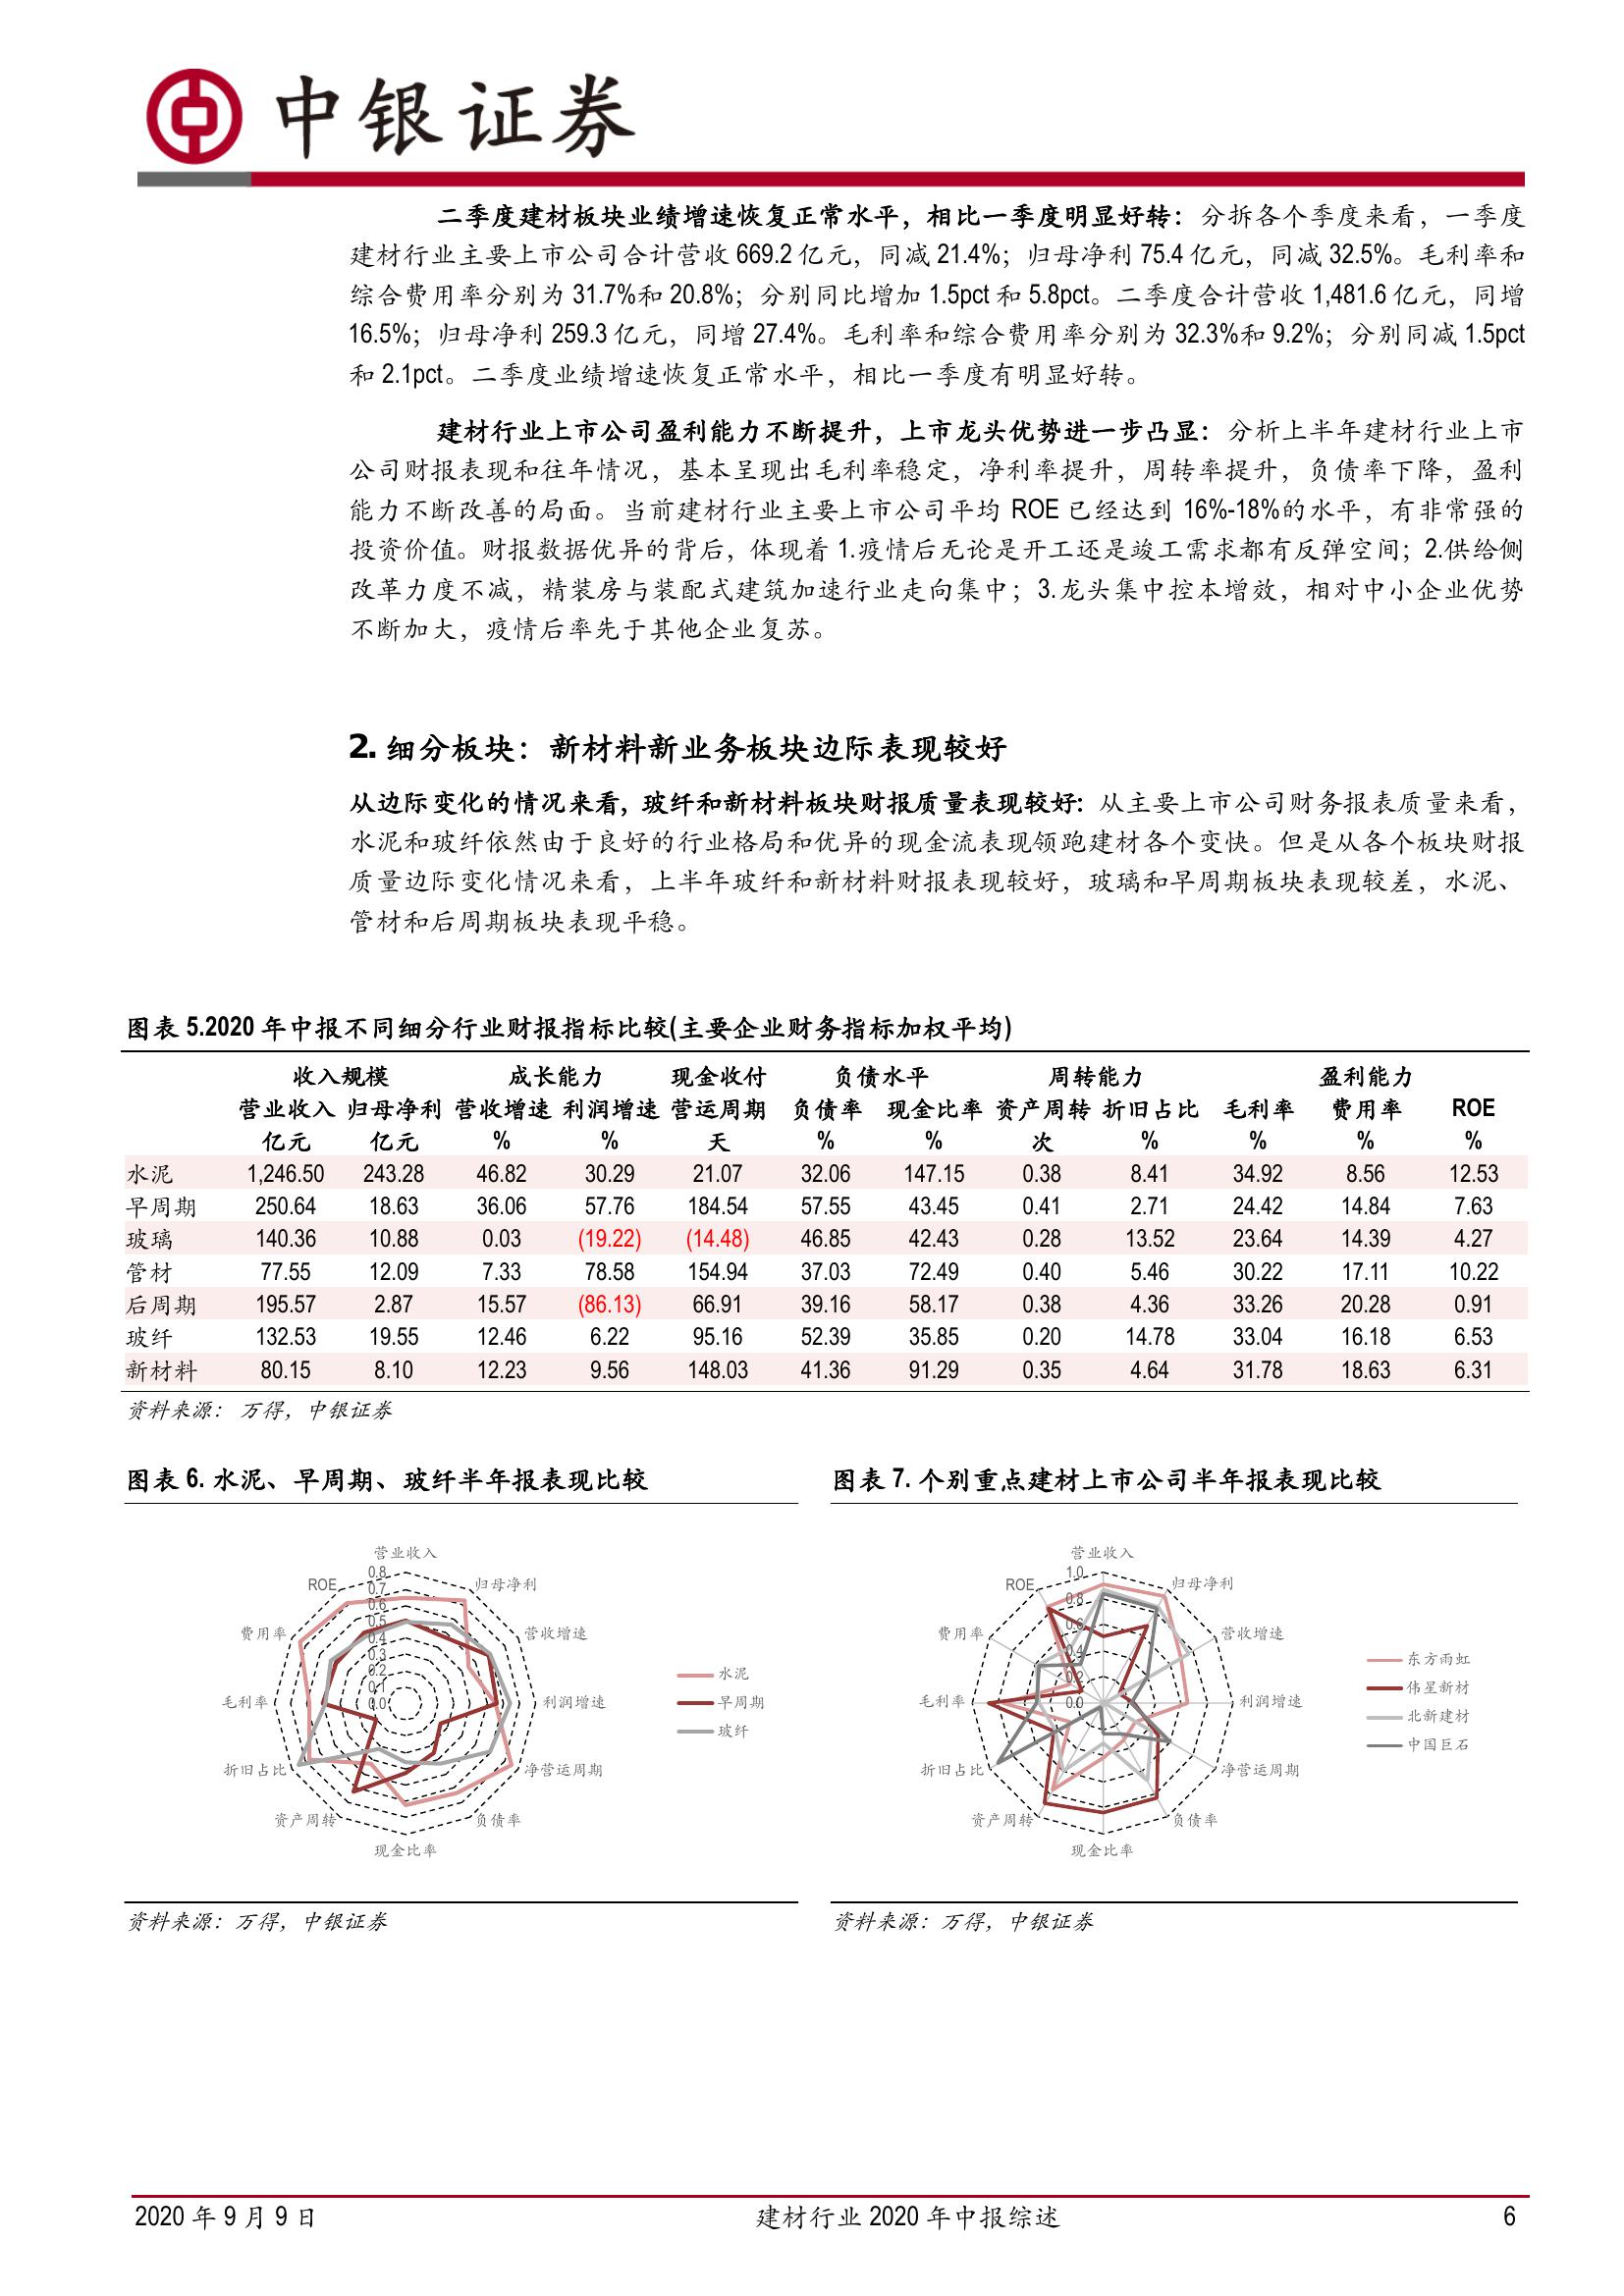 中银证券
二季度建材板块业绩增速恢复正常水平，相比一季度明显好转：分拆各个季度来看，一季度
建材行业主要上市公司合计营收 669.2 亿元，同减 21.4%；归母净利 75.4 亿元，同减 32.5%。毛利率和
综合费用率分别为 31.7%和 20.8%；分别同比增加 1.5pct 和 5.8pct。二季度合计营收 1,481.6 亿元，同增
16.5%；归母净利 259.3 亿元，同增 27.4%。毛利率和综合费用率分别为 32.3%和 9.2%；分别同减 1.5pct
和 2.1pct。二季度业绩增速恢复正常水平，相比一季度有明显好转。
建材行业上市公司盈利能力不断提升，上市龙头优势进一步凸显：分析上半年建材行业上市
公司财报表现和往年情况，基本呈现出毛利率稳定，净利率提升，周转率提升，负债率下降，盈利
能力不断改善的局面。当前建材行业主要上市公司平均 ROE 已经达到 16%-18%的水平，有非常强的
投资价值。财报数据优异的背后，体现着 1.疫情后无论是开工还是竣工需求都有反弹空间；2.供给侧
改革力度不减，精装房与装配式建筑加速行业走向集中；3.龙头集中控本增效，相对中小企业优势
不断加大，疫情后率先于其他企业复苏。
2. 细分板块：新材料新业务板块边际表现较好
从边际变化的情况来看，玻纤和新材料板块财报质量表现较好：从主要上市公司财务报表质量来看，
水泥和玻纤依然由于良好的行业格局和优异的现金流表现领跑建材各个变快。但是从各个板块财报
质量边际变化情况来看，上半年玻纤和新材料财报表现较好，玻璃和早周期板块表现较差，水泥、
管材和后周期板块表现平稳。
图表 5.2020 年中报不同细分行业财报指标比较(主要企业财务指标加权平均)
收入规模 成长能力 现金收付 负债水平 周转能力 盈利能力
营业收入 归母净利 营收增速 利润增速 营运周期 负债率 现金比率 资产周转 折旧占比 毛利率 费用率 ROE
亿元 亿元 % % 天 % % 次 % % % %
水泥 1,246.50 243.28 46.82 30.29 21.07 32.06 147.15 0.38 8.41 34.92 8.56 12.53
早周期 250.64 18.63 36.06 57.76 184.54 57.55 43.45 0.41 2.71 24.42 14.84 7.63
玻璃 140.36 10.88 0.03 (19.22) (14.48) 46.85 42.43 0.28 13.52 23.64 14.39 4.27
管材 77.55 12.09 7.33 78.58 154.94 37.03 72.49 0.40 5.46 30.22 17.11 10.22
后周期 195.57 2.87 15.57 (86.13) 66.91 39.16 58.17 0.38 4.36 33.26 20.28 0.91
玻纤 132.53 19.55 12.46 6.22 95.16 52.39 35.85 0.20 14.78 33.04 16.18 6.53
新材料 80.15 8.10 12.23 9.56 148.03 41.36 91.29 0.35 4.64 31.78 18.63 6.31
资料来源：万得，中银证券
图表 6. 水泥、早周期、玻纤半年报表现比较
营业收入
归母净利
营收增速
利润增速
净营运周期
负债率
现金比率
资产周转
折旧占比
毛利率
费用率
ROE
0.8
0.7
0.6
0.5
0.4
0.3
0.2
0.1
0.0
水泥
早周期
玻纤
资料来源：万得，中银证券
图表 7. 个别重点建材上市公司半年报表现比较
营业收入
归母净利
营收增速
利润增速
净营运周期
负债率
现金比率
资产周转
折旧占比
毛利率
费用率
ROE
1.0
0.8
0.6
0.4
0.2
0.0
东方雨虹
伟星新材
北新建材
中国巨石
资料来源：万得，中银证券
2020 年 9 月 9 日 建材行业 2020 年中报综述 6